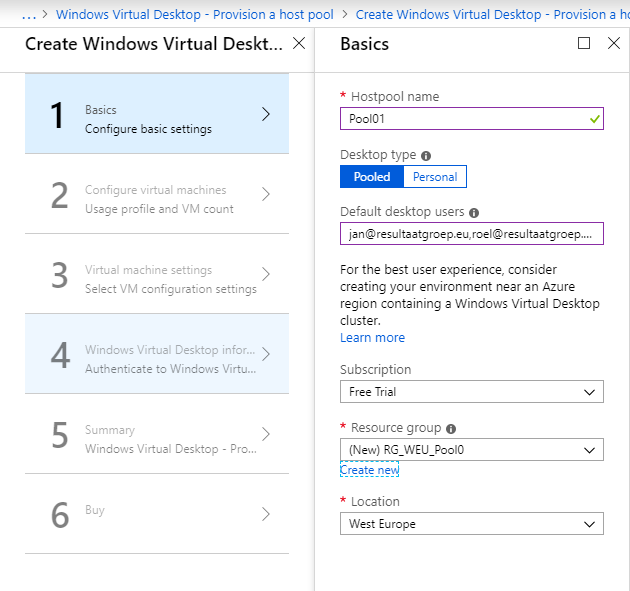 ... > Windows Virtual Desktop - Provision a host pool > Create Windows Virtual Desktop - Provision a ho
Create Windows Virtual Deskt...
1
Basics
Configure basic settings
2
Configure virtual machines
Usage profile and VM count
3
Virtual machine settings
Select VM configuration settings
4
Windows Virtual Desktop infor...
Authenticate to Windows Virtu...
5
Summary
Windows Virtual Desktop - Pro...
6
Buy
Basics
* Hostpool name
Pool01
Desktop type
Pooled Personal
Default desktop users
jan@resultaatgroep.eu,roel@resultaatgroep....
For the best user experience, consider
creating your environment near an Azure
region containing a Windows Virtual Desktop
cluster.
Learn more
Subscription
Free Trial
* Resource group
(New) RG_WEU_Pool0
Create new
* Location
West Europe